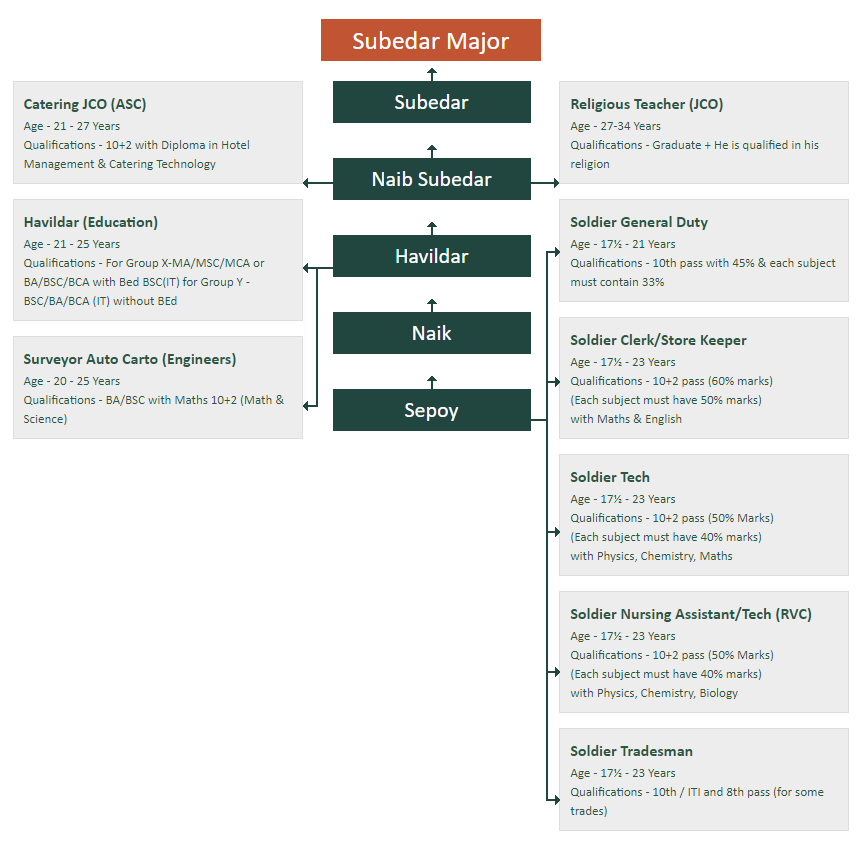 Subedar Major
Subedar
Naib Subedar
Havildar
Naik
Sepoy
Catering JCO (ASC)
Age - 21 - 27 Years
Qualifications - 10+2 with Diploma in Hotel
Management & Catering Technology
Havildar (Education)
Age - 21 - 25 Years
Qualifications - For Group X-MA/MSC/MCA or
BA/BSC/BCA with Bed BSC(IT) for Group Y -
BSC/BA/BCA (IT) without BEd
Surveyor Auto Carto (Engineers)
Age - 20 - 25 Years
Qualifications - BA/BSC with Maths 10+2 (Math &
Science)
Religious Teacher (JCO)
Age - 27-34 Years
Qualifications - Graduate + He is qualified in his
religion
Soldier General Duty
Age - 17½ - 21 Years
Qualifications - 10th pass with 45% & each subject
must contain 33%
Soldier Clerk/Store Keeper
Age - 17½ - 23 Years
Qualifications - 10+2 pass (60% marks)
(Each subject must have 50% marks)
with Maths & English
Soldier Tech
Age - 17½ - 23 Years
Qualifications - 10+2 pass (50% Marks)
(Each subject must have 40% marks)
with Physics, Chemistry, Maths
Soldier Nursing Assistant/Tech (RVC)
Age - 17½ - 23 Years
Qualifications - 10+2 pass (50% Marks)
(Each subject must have 40% marks)
with Physics, Chemistry, Biology
Soldier Tradesman
Age - 17½ - 23 Years
Qualifications - 10th / ITI and 8th pass (for some
trades)